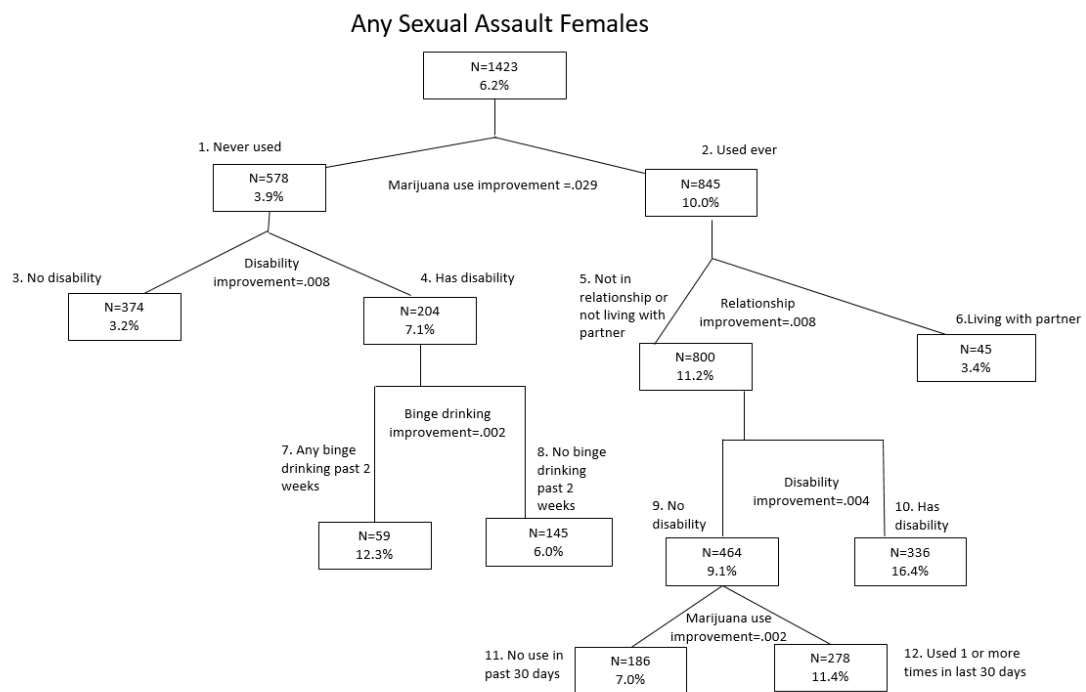 Any Sexual Assault Females
N=1423
6.2%
1. Never used
2. Used ever
N=578
3.9%
Marijuana use improvement =.029
N=845
10.0%
3. No disability
Disability
improvement=.008
4. Has disability
5. Not in
relationship or
not living with
partner
Relationship
improvement=.008
6.Living with partner
N=374
3.2%
N=204
7.1%
N=800
11.2%
N=45
3.4%
Binge drinking
improvement=.002
7. Any binge
drinking past 2
weeks
8. No binge
drinking
past 2
weeks
Disability
improvement=.004
9. No
disability
10. Has
disability
N=59
12.3%
N=145
6.0%
N=464
9.1%
N=336
16.4%
Marijuana use
improvement=.002
11. No use in
past 30 days
N=186
7.0%
N=278
11.4%
12. Used 1 or more
times in last 30 days